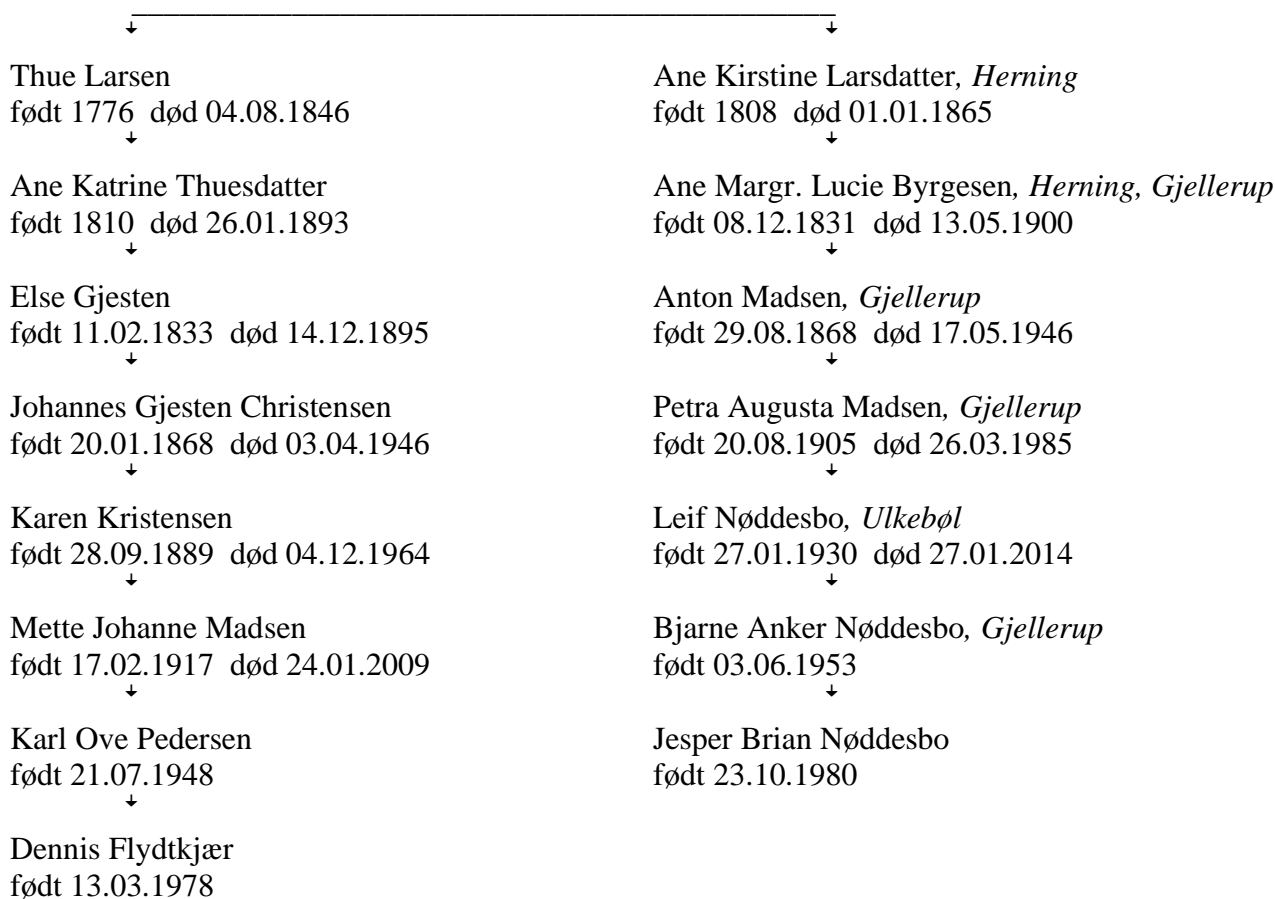 Thue Larsen
født 1776 død 04.08.1846
Ane Katrine Thuesdatter
født 1810 død 26.01.1893
Else Gjesten
født 11.02.1833 død 14.12.1895
Johannes Gjesten Christensen
født 20.01.1868 død 03.04.1946
Karen Kristensen
født 28.09.1889 død 04.12.1964
Mette Johanne Madsen
født 17.02.1917 død 24.01.2009
Karl Ove Pedersen
født 21.07.1948
Dennis Flydtkjær
født 13.03.1978
Ane Kirstine Larsdatter, Herning
født 1808 død 01.01.1865
Ane Margr. Lucie Byrgesen, Herning, Gjellerup
født 08.12.1831 død 13.05.1900
Anton Madsen, Gjellerup
født 29.08.1868 død 17.05.1946
Petra Augusta Madsen, Gjellerup
født 20.08.1905 død 26.03.1985
Leif Nøddesbo, Ulkebøl
født 27.01.1930 død 27.01.2014
Bjarne Anker Nøddesbo, Gjellerup
født 03.06.1953
Jesper Brian Nøddesbo
født 23.10.1980